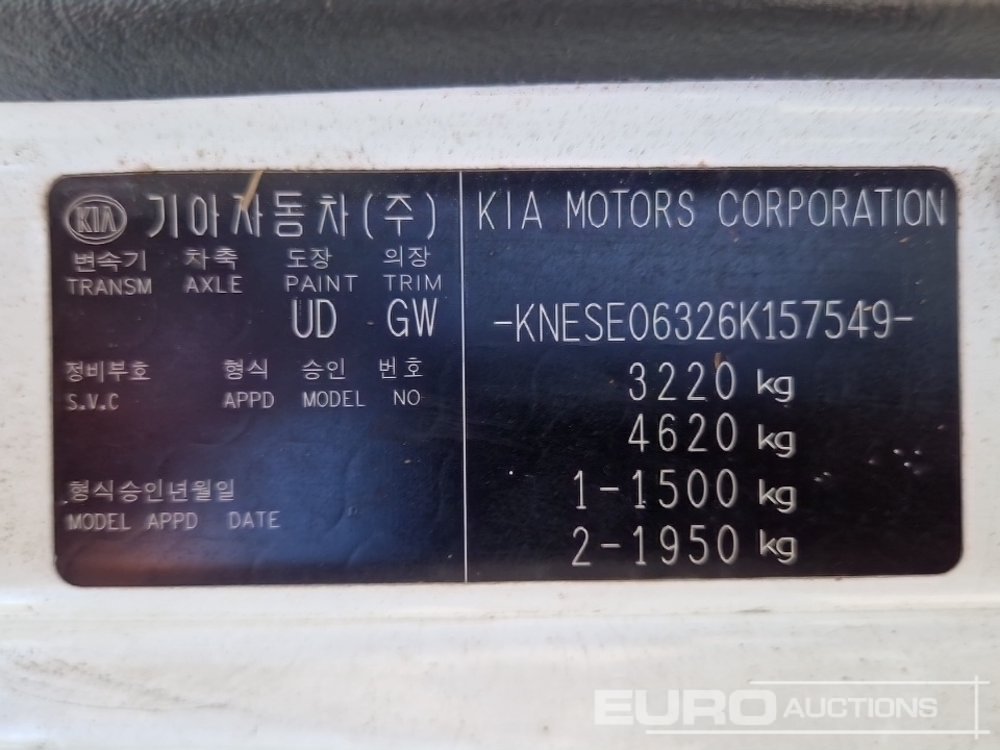 KIA 기아자동차(주)
변속기 차축 도장 의장
TRANSM AXLE PAINT TRIM
UD GW
정비부호 형식 승인 번호
S.V.C APPD MODEL NO
형식승인년월일
MODEL APPD DATE
KIA MOTORS CORPORATION
-KNESE06326K157549-
3220 kg
4620 kg
1-1500 kg
2-1950 kg
EURO AUCTIONS